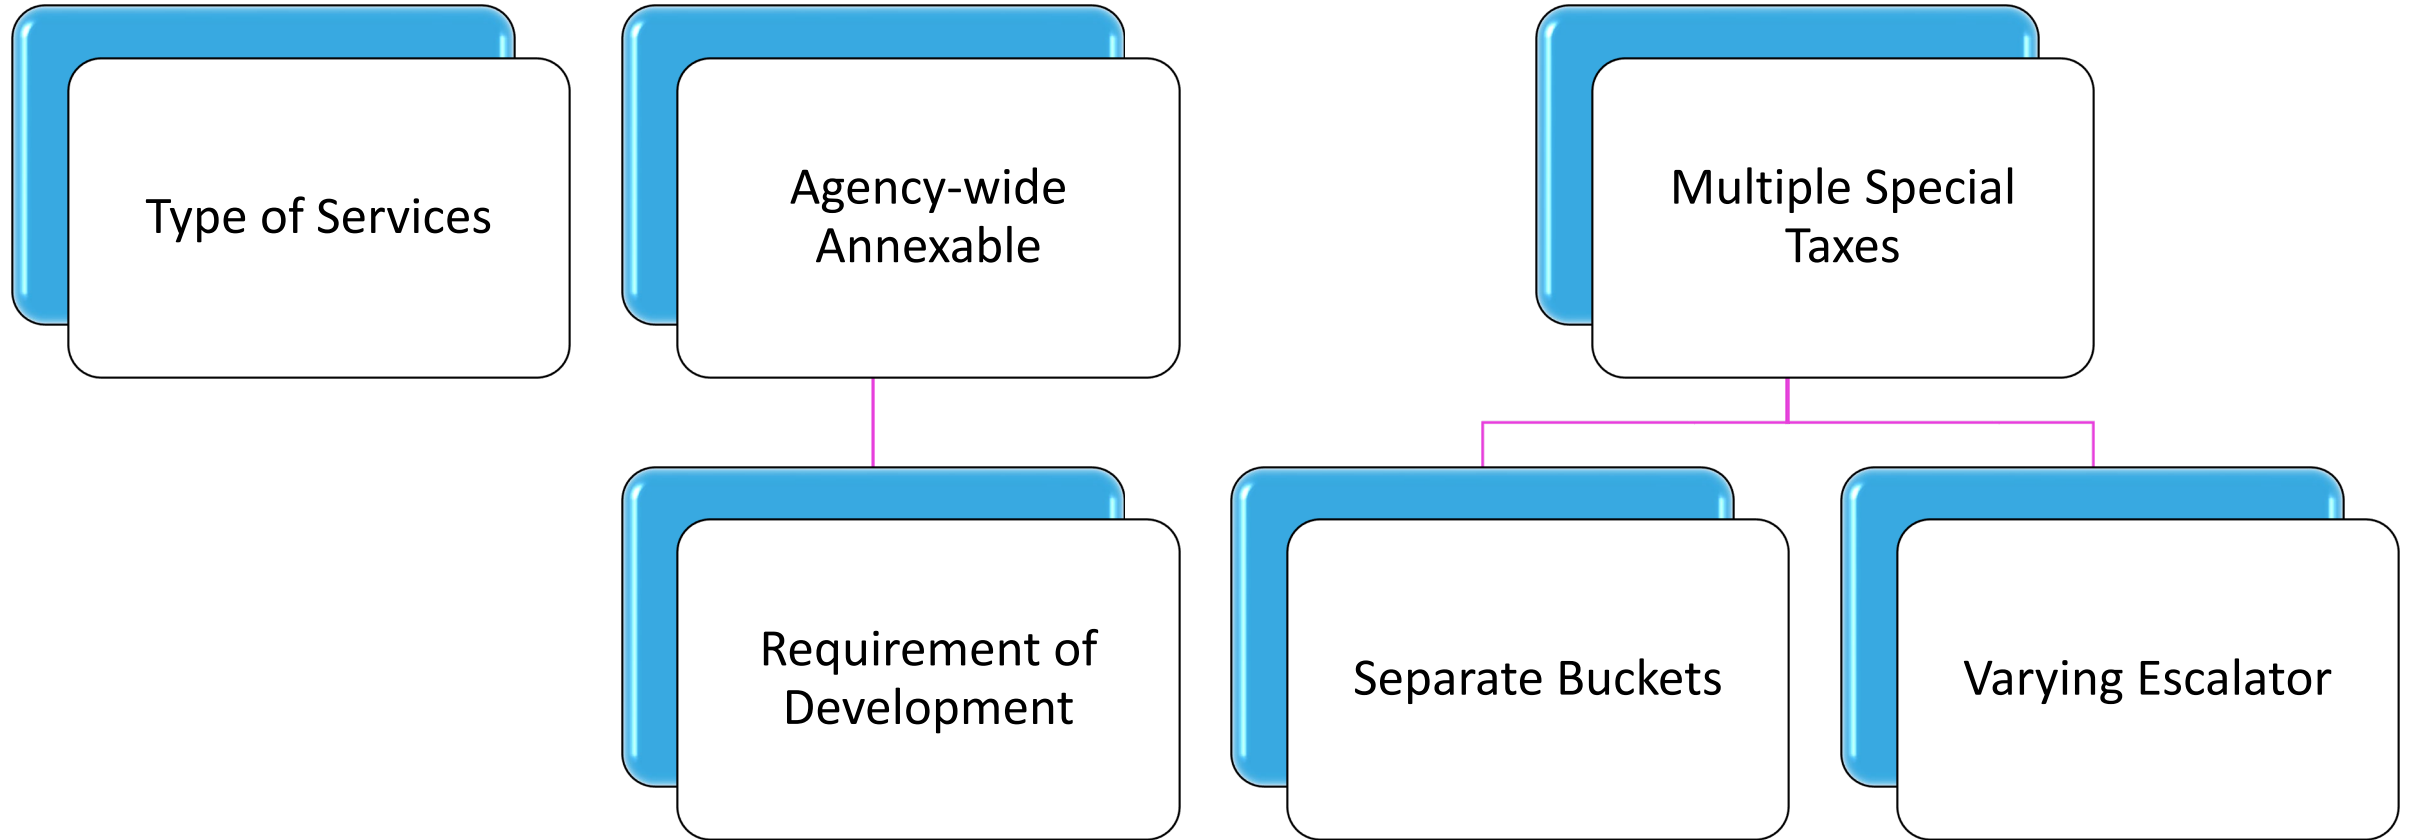 Type of Services
Agency-wide
Annexable
Multiple Special
Taxes
Requirement of
Development
Separate Buckets
Varying Escalator